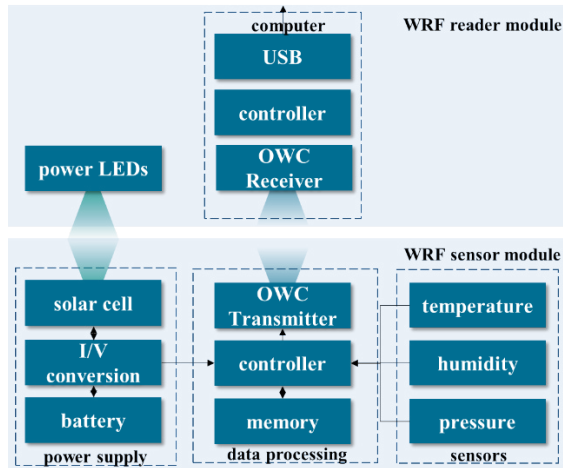 computer
WRF reader module
USB
controller
OWC
Receiver
power LEDs
WRF sensor module
solar cell
I/V
conversion
battery
power supply
OWC
Transmitter
controller
memory
data processing
temperature
humidity
pressure
sensors